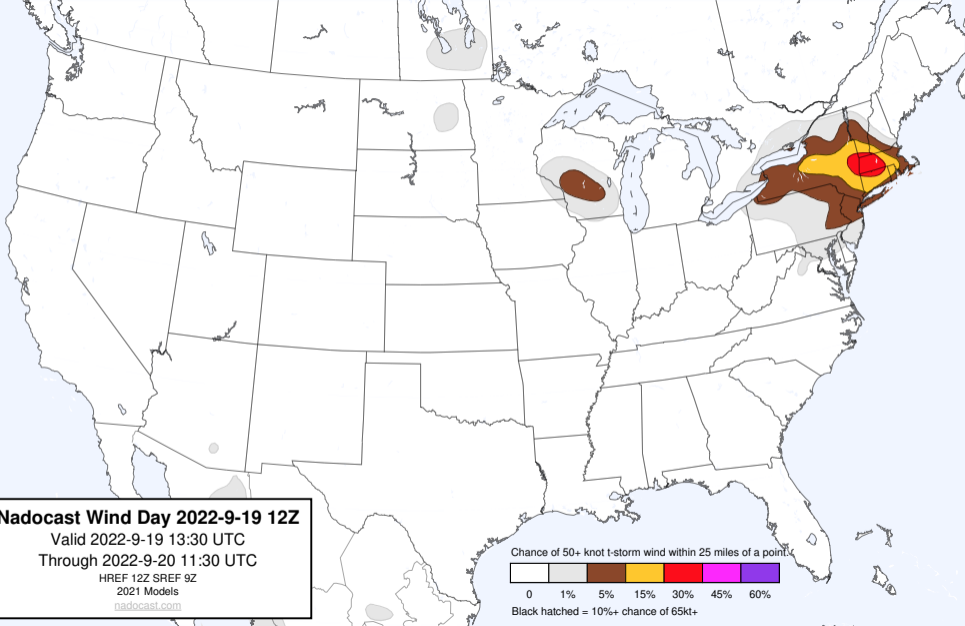 Nadocast Wind Day 2022-9-19 12Z
Valid 2022-9-19 13:30 UTC
Through 2022-9-20 11:30 UTC
HREF 12Z SREF 9Z
2021 Models
nadocast.com
Chance of 50+ knot t-storm wind within 25 miles of a point.
0 1% 5% 15% 30% 45% 60%
Black hatched = 10%+ chance of 65kt+